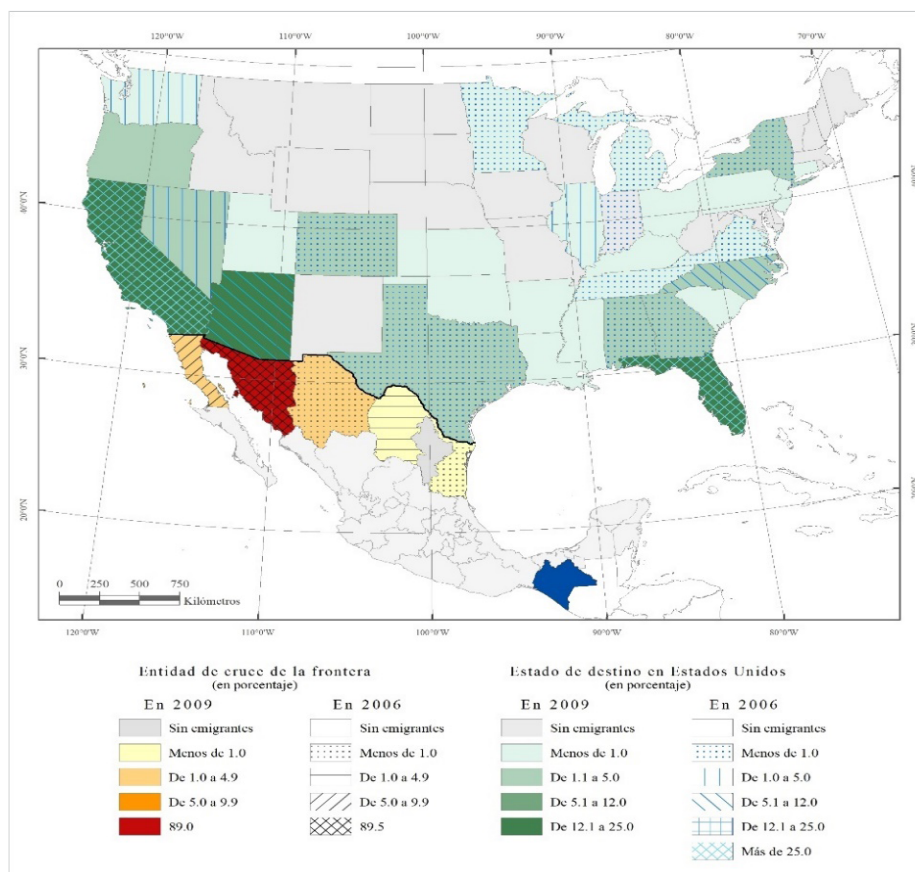 120°0'W 110°0'W 100°0'W 90°0'W 80°0'W 70°0'W
40°0'N
30°0'N
20°0'N
0 250 500 750
Kilómetros
120°0'W 110°0'W 100°0'W 90°0'W 80°0'W
Entidad de cruce de la frontera
(en porcentaje)
En 2009
Sin emigrantes
Menos de 1.0
De 1.0 a 4.9
De 5.0 a 9.9
89.0
En 2006
Sin emigrantes
Menos de 1.0
De 1.0 a 4.9
De 5.0 a 9.9
89.5
Estado de destino en Estados Unidos
(en porcentaje)
En 2009
Sin emigrantes
Menos de 1.0
De 1.1 a 5.0
De 5.1 a 12.0
De 12.1 a 25.0
En 2006
Sin emigrantes
Menos de 1.0
De 1.0 a 5.0
De 5.1 a 12.0
De 12.1 a 25.0
Más de 25.0